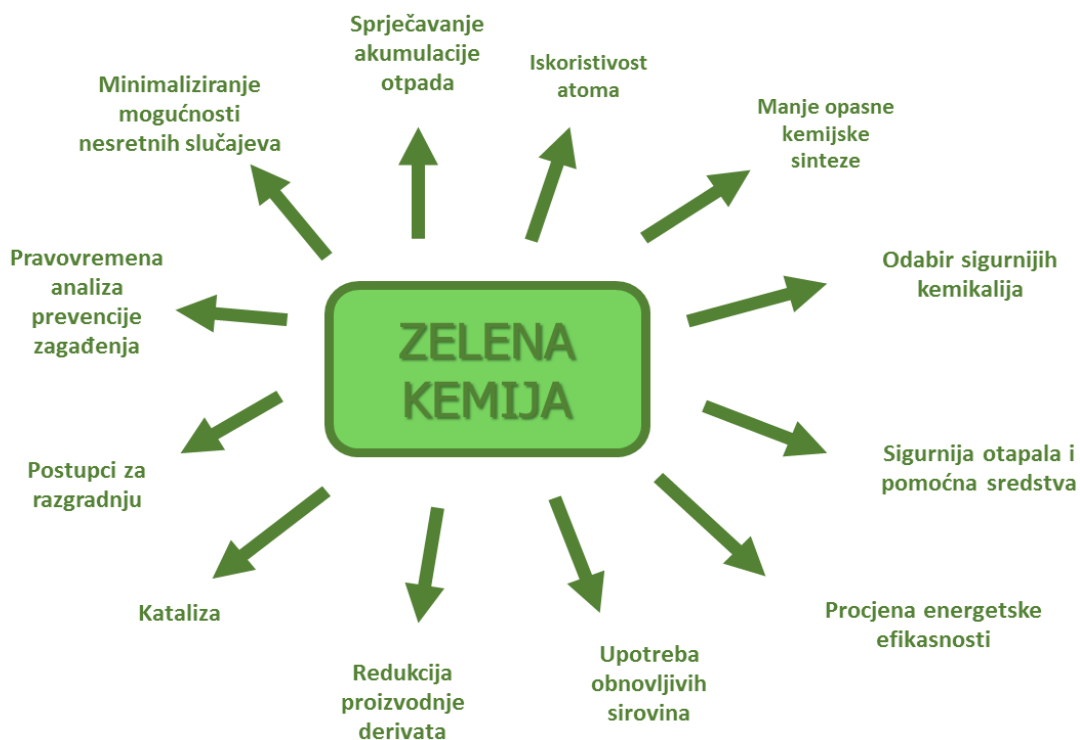 Sprječavanje
akumulacije
otpada
Iskoristivost
atoma
Manje opasne
kemijske
sinteze
Odabir sigurnijih
kemikalija
Sigurnija otapala i
pomoćna sredstva
Procjena energetske
efikasnosti
Upotreba
obnovljivih
sirovina
Redukcija
proizvodnje
derivata
Kataliza
Postupci za
razgradnju
Pravovremena
analiza
prevencije
zagađenja
Minimaliziranje
mogućnosti
nesretnih slučajeva
ZELENA
KEMIJA